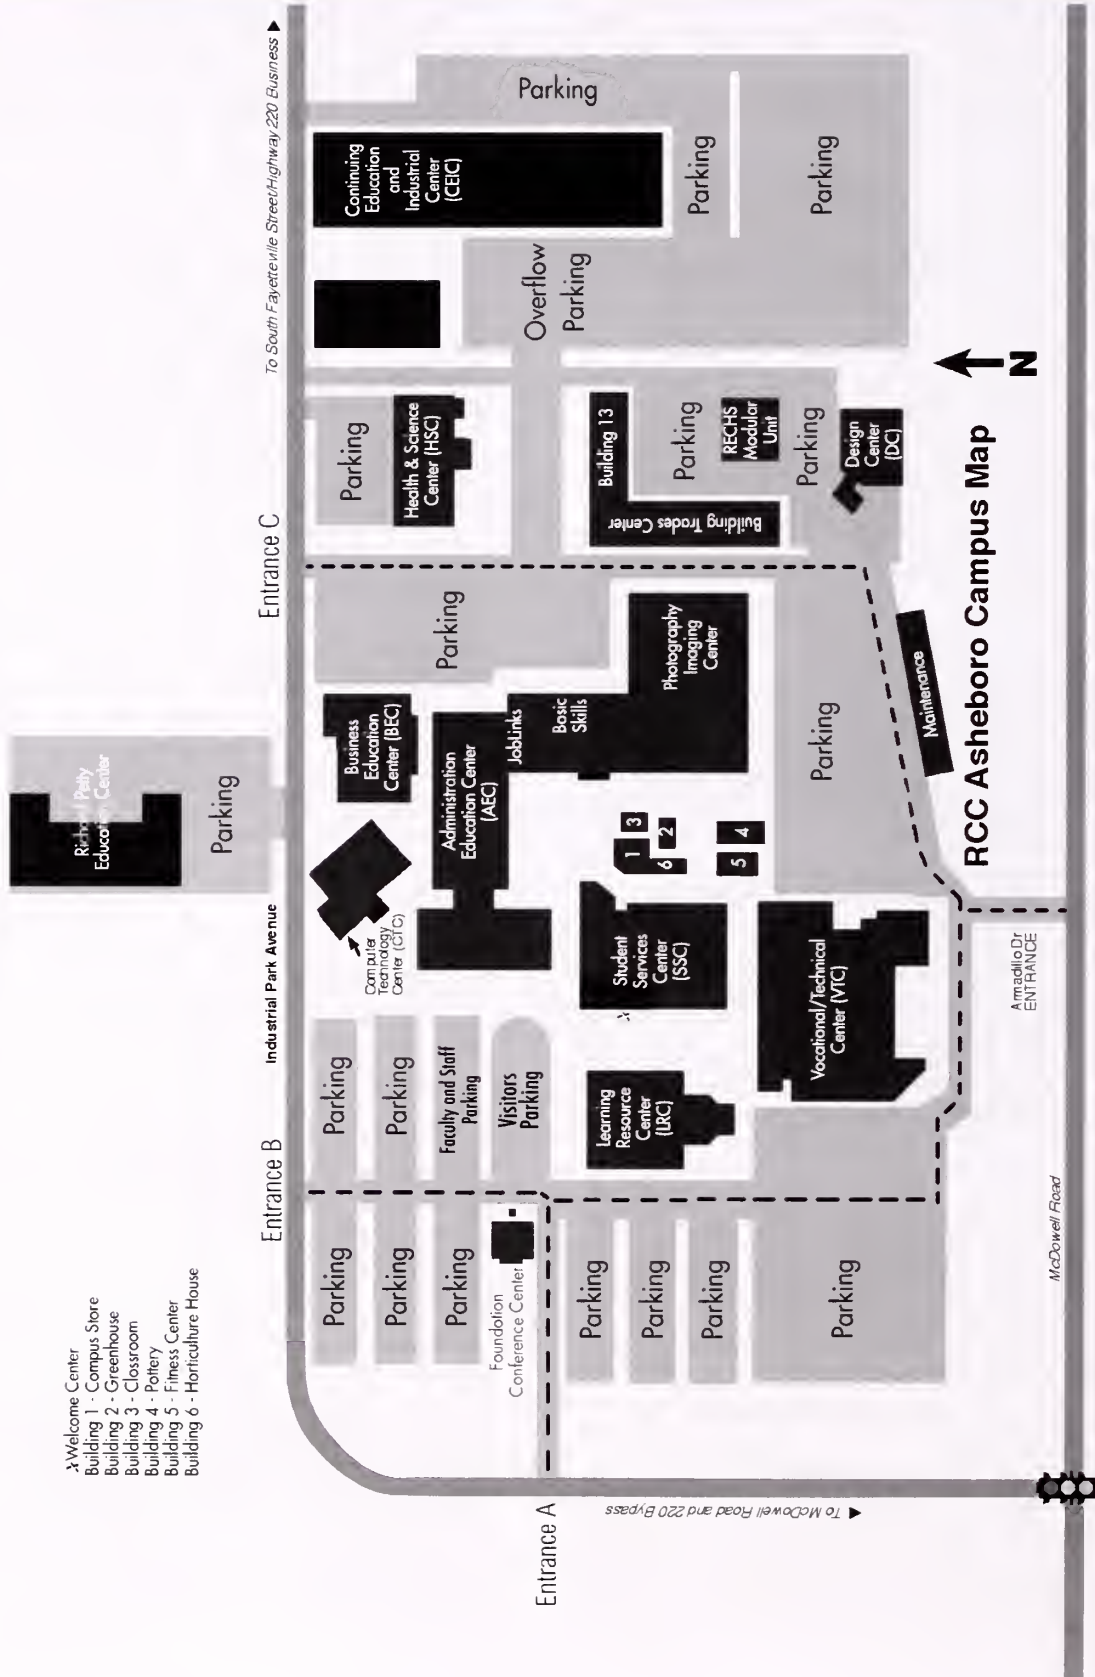 ✗Welcome Center
Building 1 - Campus Store
Building 2 - Greenhouse
Building 3 - Classroom
Building 4 - Pottery
Building 5 - Fitness Center
Building 6 - Horticulture House
Richard Petty
Education Center
Parking
To South Fayetteville Street/Highway 220 Business
Entrance B
Industrial Park Avenue
Entrance C
Parking
Parking
Parking
Parking
Parking
Faculty and Staff
Parking
Visitors
Parking
Foundation
Conference Center
Entrance A
Computer
Technology
Center (CTC)
Business
Education
Center (BEC)
Administration
Education Center
(AEC)
JobLinks
Basic
Skills
Photography
Imaging
Center
Parking
Parking
Health & Science
Center (HSC)
Continuing
Education
and
Industrial
Center
(CEIC)
Parking
Overflow
Parking
Parking
Parking
Parking
Parking
Parking
Parking
Learning
Resource
Center
(LRC)
✗
Student
Services
Center
(SSC)
1
2
3
4
5
6
Building 13
Building Trades Center
Parking
RECHS
Modular
Unit
Parking
Design
Center
(DC)
Vocational/Technical
Center (VTC)
Parking
Maintenance
To McDowell Road and 220 Bypass
RCC Asheboro Campus Map
N
Armadillo Dr
ENTRANCE
McDowell Road